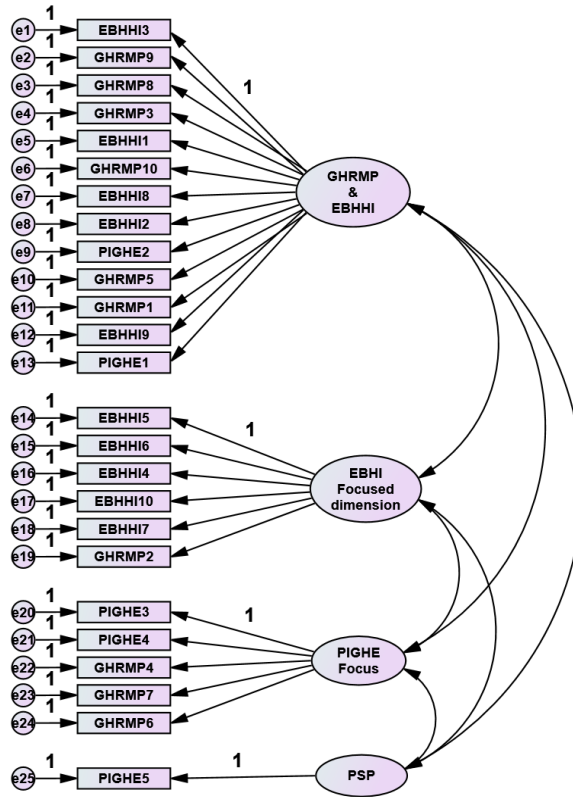 1
e1 EBHHI3
1
e2 GHRMP9
1
e3 GHRMP8
1
e4 GHRMP3
1
e5 EBHHI1
1
e6 GHRMP10
1
e7 EBHHI8
1
e8 EBHHI2
1
e9 PIGHE2
1
e10 GHRMP5
1
e11 GHRMP1
1
e12 EBHHI9
1
e13 PIGHE1
1
GHRMP
&
EBHHI
1
e14 EBHHI5
1
e15 EBHHI6
1
e16 EBHHI4
1
e17 EBHHI10
1
e18 EBHHI7
1
e19 GHRMP2
1
EBHI
Focused
dimension
1
e20 PIGHE3
1
e21 PIGHE4
1
e22 GHRMP4
1
e23 GHRMP7
1
e24 GHRMP6
1
PIGHE
Focus
1
e25 PIGHE5
1
PSP